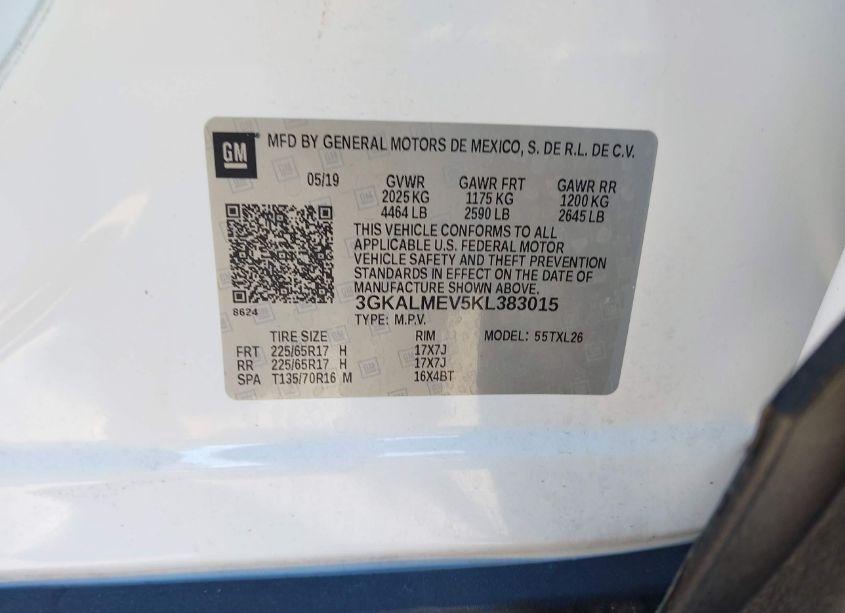 GM MFD BY GENERAL MOTORS DE MEXICO, S. DE R.L. DE C.V.
05/19 GVWR GAWR FRT GAWR RR
2025 KG 1175 KG 1200 KG
4464 LB 2590 LB 2645 LB
THIS VEHICLE CONFORMS TO ALL
APPLICABLE U.S. FEDERAL MOTOR
VEHICLE SAFETY AND THEFT PREVENTION
STANDARDS IN EFFECT ON THE DATE OF
MANUFACTURE SHOWN ABOVE.
3GKALMEV5KL383015
8624
TYPE: M.P.V.
TIRE SIZE RIM MODEL: 55TXL26
FRT 225/65R17 H 17X7J
RR 225/65R17 H 17X7J
SPA T135/70R16 M 16X4BT